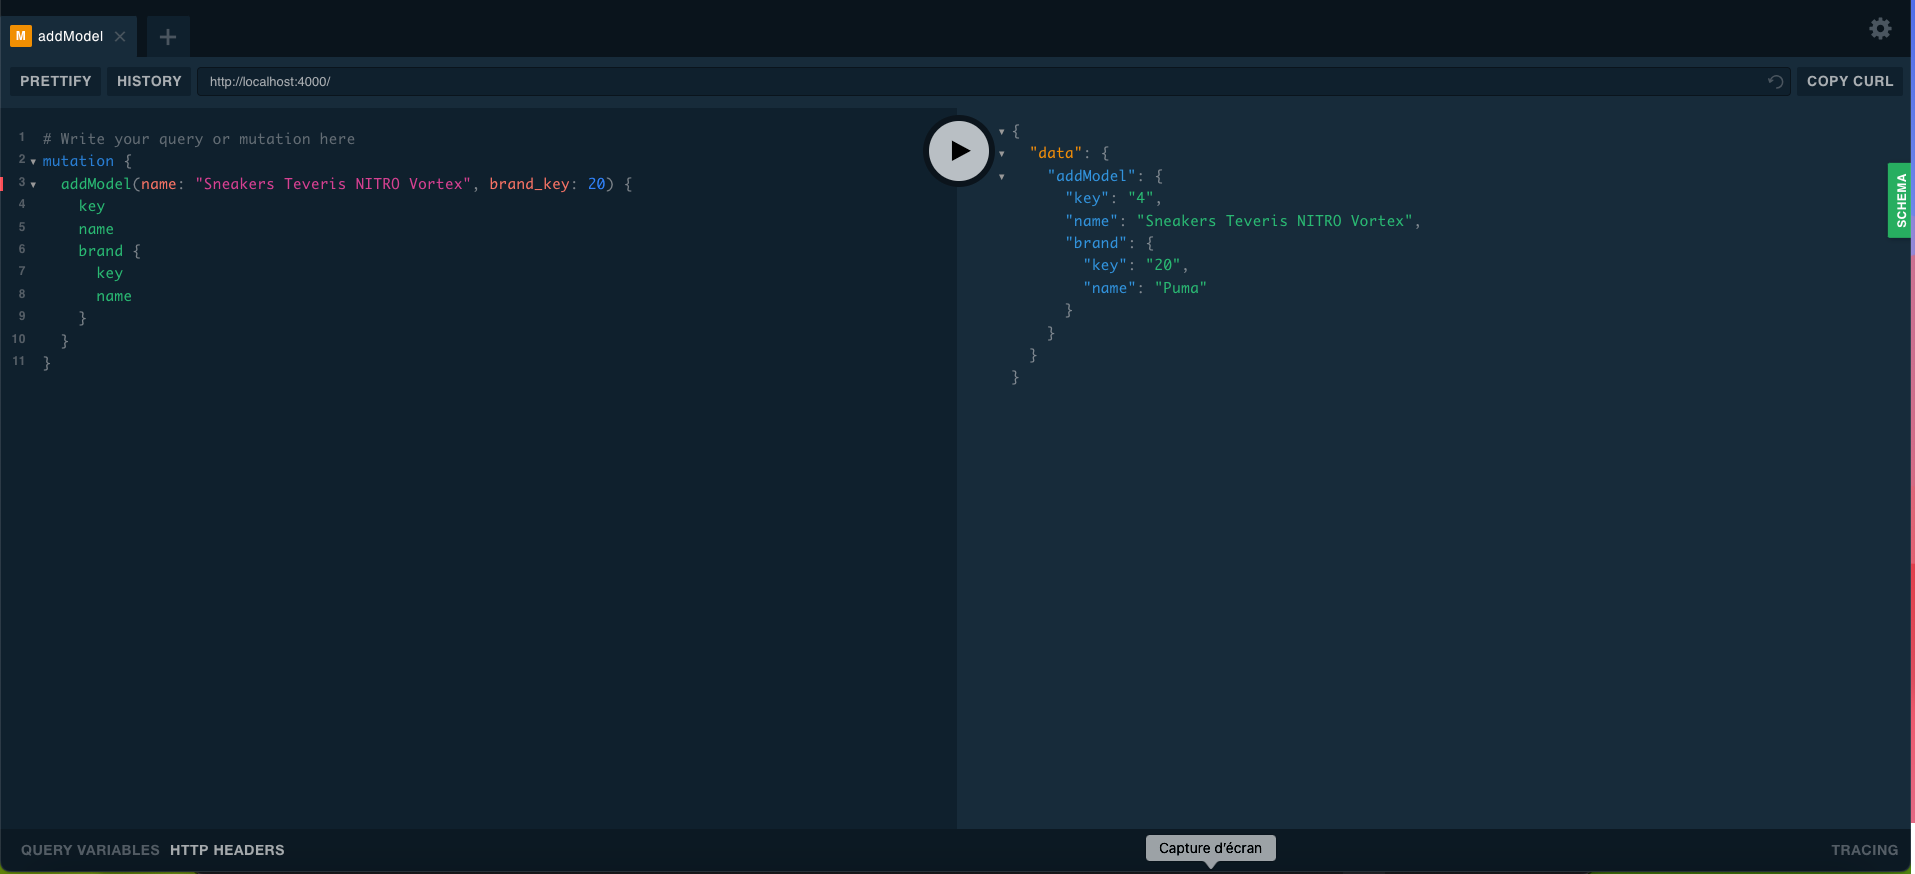 M addModel
PRETTIFY HISTORY http://localhost:4000/ COPY CURL
1 # Write your query or mutation here
2 mutation {
3 addModel(name: "Sneakers Teveris NITRO Vortex", brand_key: 20) {
4 key
5 name
6 brand {
7 key
8 name
9 }
10 }
11 }
{
"data": {
"addModel": {
"key": "4",
"name": "Sneakers Teveris NITRO Vortex",
"brand": {
"key": "20",
"name": "Puma"
}
}
}
}
SCHEMA
QUERY VARIABLES HTTP HEADERS
Capture d’écran
TRACING